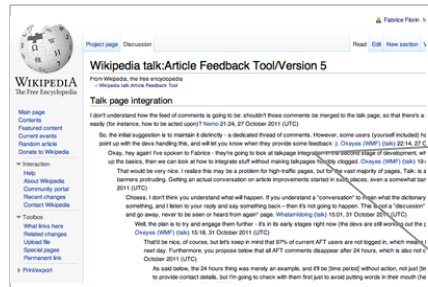 Fabrice Florin
Project page Discussion
Read Edit New section
Wikipedia talk:Article Feedback Tool/Version 5
From Wikipedia, the free encyclopedia
< Wikipedia talk:Article Feedback Tool
Talk page integration
WIKIPEDIA
The Free Encyclopedia
Main page
Contents
Featured content
Current events
Random article
Donate to Wikipedia
Interaction
Help
About Wikipedia
Community portal
Recent changes
Contact Wikipedia
Toolbox
What links here
Related changes
Upload file
Special pages
Permanent link
Print/export
I don't understand how the feed of comments is going to be: shouldn't those comments be merged to the talk page, so that there's a
easily (for instance, how to be acted upon)? Nemo 21:24, 27 October 2011 (UTC)
So, the initial suggestion is to maintain it distinctly - a dedicated thread of comments. However, some users (yourself included) ha
point up with the devs handling this, and will let you know when they provide some feedback :). Okeyes (WMF) (talk) 22:14, 27 O
Okay, hey again! I've spoken to Fabrice - they're going to look at talkpage integration in the second stage of development, wh
up the basics, then we can look at how to integrate stuff without making talkpages horribly clogged. Okeyes (WMF) (talk) 19:
That would be very nice. I realize this may be a problem for high-traffic pages, but for the vast majority of pages, Talk: is a
banners protruding. Getting an actual conversation on article improvements started in such places, even a somewhat bar
2011 (UTC)
Choess, I don't think you understand what will happen. If you understand a "conversation" to mean what the dictionary
something, and I listen to your reply and say something back – then it's not going to happen. This is not a "discussion"
and go away, never to be seen or heard from again" page. WhatamIdoing (talk) 15:01, 31 October 2011 (UTC)
Well, the plan is to try and engage them further - it's in its early stages right now (the devs are still working out the p
Okeyes (WMF) (talk) 15:18, 31 October 2011 (UTC)
That'd be nice, of course, but let's keep in mind that 97% of current AFT users are not logged in, which means t
next day. Furthermore, you propose below that all AFT comments disappear after 24 hours, which is also not c
October 2011 (UTC)
As said below, the 24 hours thing was merely an example, and it'll be [time period] without action, not just [tim
to provide contact details, but I'm going to check with them first just to avoid putting words in their mouth (he